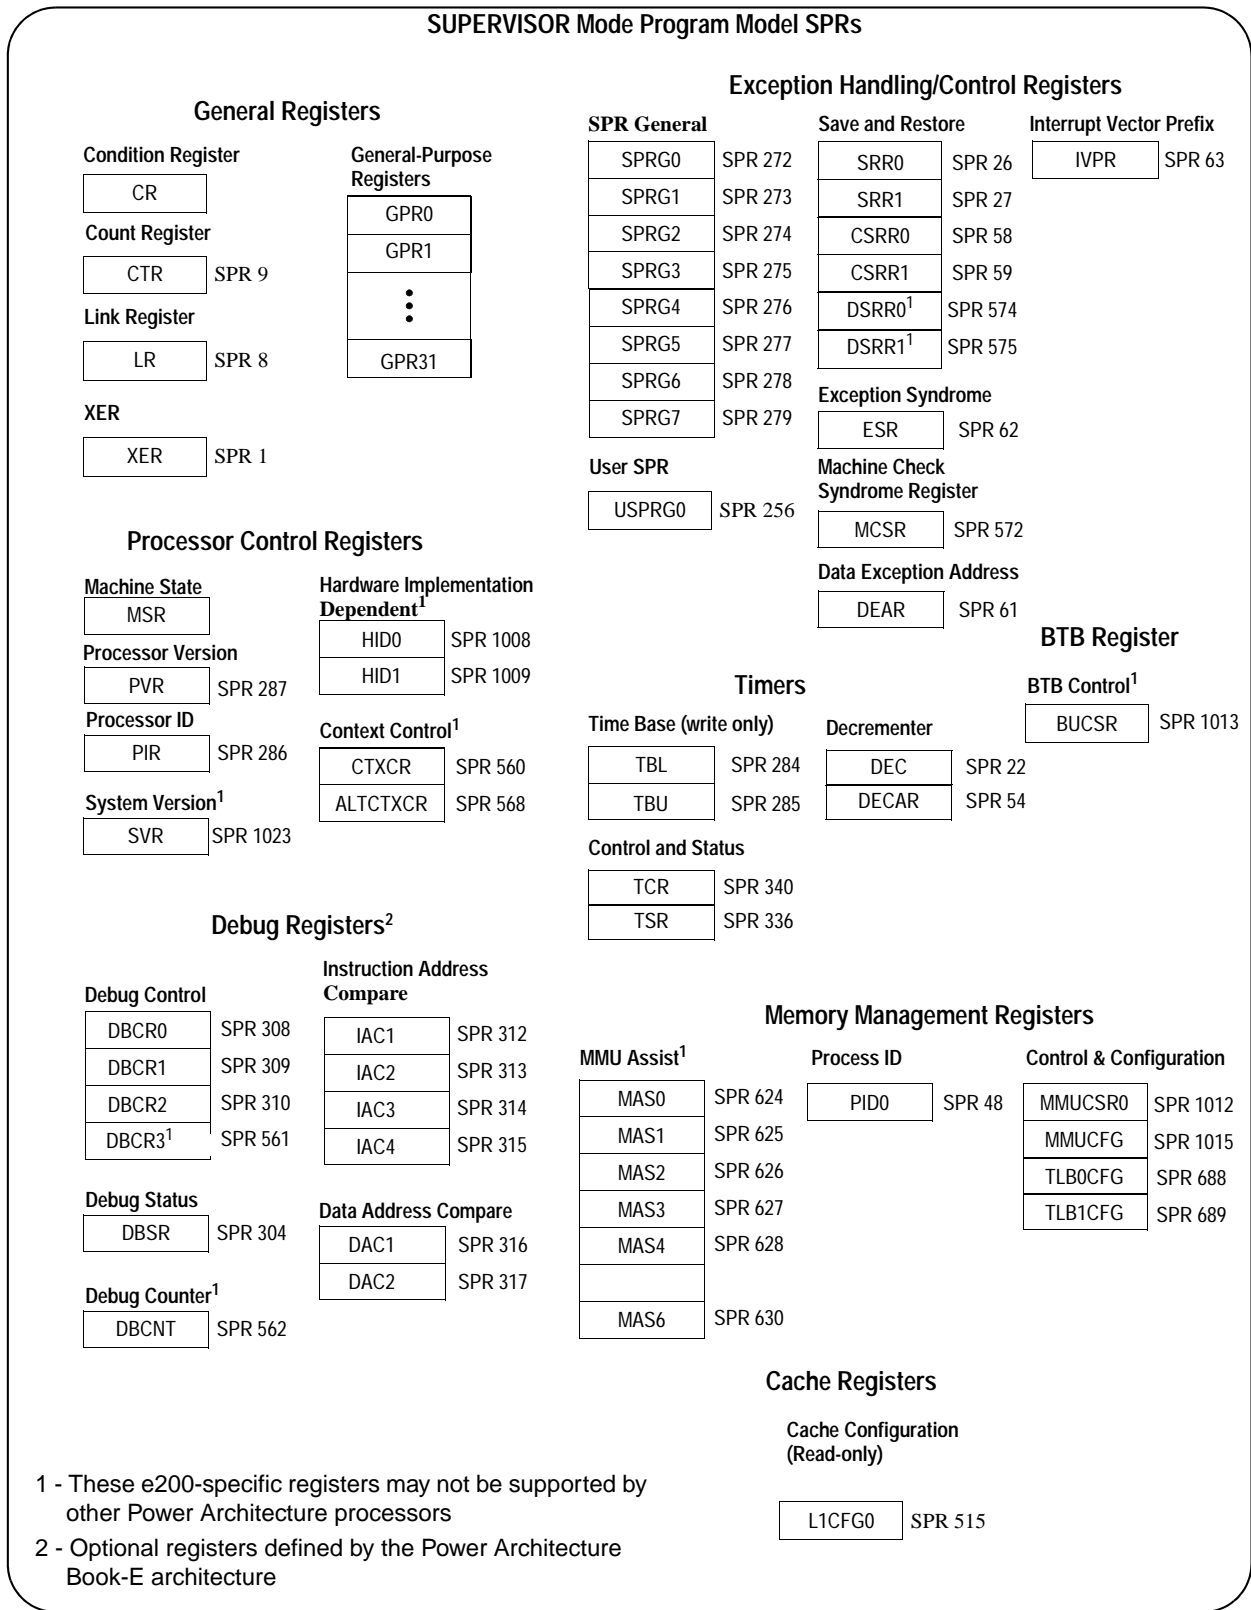 SUPERVISOR Mode Program Model SPRs
General Registers
Condition Register
CR
Count Register
CTR SPR 9
Link Register
LR SPR 8
XER
XER SPR 1
General-Purpose
Registers
GPR0
GPR1
GPR31
Exception Handling/Control Registers
SPR General
SPRG0 SPR 272
SPRG1 SPR 273
SPRG2 SPR 274
SPRG3 SPR 275
SPRG4 SPR 276
SPRG5 SPR 277
SPRG6 SPR 278
SPRG7 SPR 279
User SPR
USPRG0 SPR 256
Save and Restore
SRR0 SPR 26
SRR1 SPR 27
CSRR0 SPR 58
CSRR1 SPR 59
DSRR0¹ SPR 574
DSRR1¹ SPR 575
Exception Syndrome
ESR SPR 62
Machine Check
Syndrome Register
MCSR SPR 572
Data Exception Address
DEAR SPR 61
Interrupt Vector Prefix
IVPR SPR 63
Processor Control Registers
Machine State
MSR
Processor Version
PVR SPR 287
Processor ID
PIR SPR 286
System Version¹
SVR SPR 1023
Hardware Implementation
Dependent¹
HID0 SPR 1008
HID1 SPR 1009
Context Control¹
CTXCR SPR 560
ALTCTXCR SPR 568
Timers
Time Base (write only)
TBL SPR 284
TBU SPR 285
Control and Status
TCR SPR 340
TSR SPR 336
Decrementer
DEC SPR 22
DECAR SPR 54
BTB Register
BTB Control¹
BUCSR SPR 1013
Debug Registers²
Debug Control
DBCR0 SPR 308
DBCR1 SPR 309
DBCR2 SPR 310
DBCR3¹ SPR 561
Debug Status
DBSR SPR 304
Debug Counter¹
DBCNT SPR 562
Instruction Address
Compare
IAC1 SPR 312
IAC2 SPR 313
IAC3 SPR 314
IAC4 SPR 315
Data Address Compare
DAC1 SPR 316
DAC2 SPR 317
Memory Management Registers
MMU Assist¹
MAS0 SPR 624
MAS1 SPR 625
MAS2 SPR 626
MAS3 SPR 627
MAS4 SPR 628
MAS6 SPR 630
Process ID
PID0 SPR 48
Control & Configuration
MMUCSR0 SPR 1012
MMUCFG SPR 1015
TLB0CFG SPR 688
TLB1CFG SPR 689
Cache Registers
Cache Configuration
(Read-only)
L1CFG0 SPR 515
1 - These e200-specific registers may not be supported by
other Power Architecture processors
2 - Optional registers defined by the Power Architecture
Book-E architecture